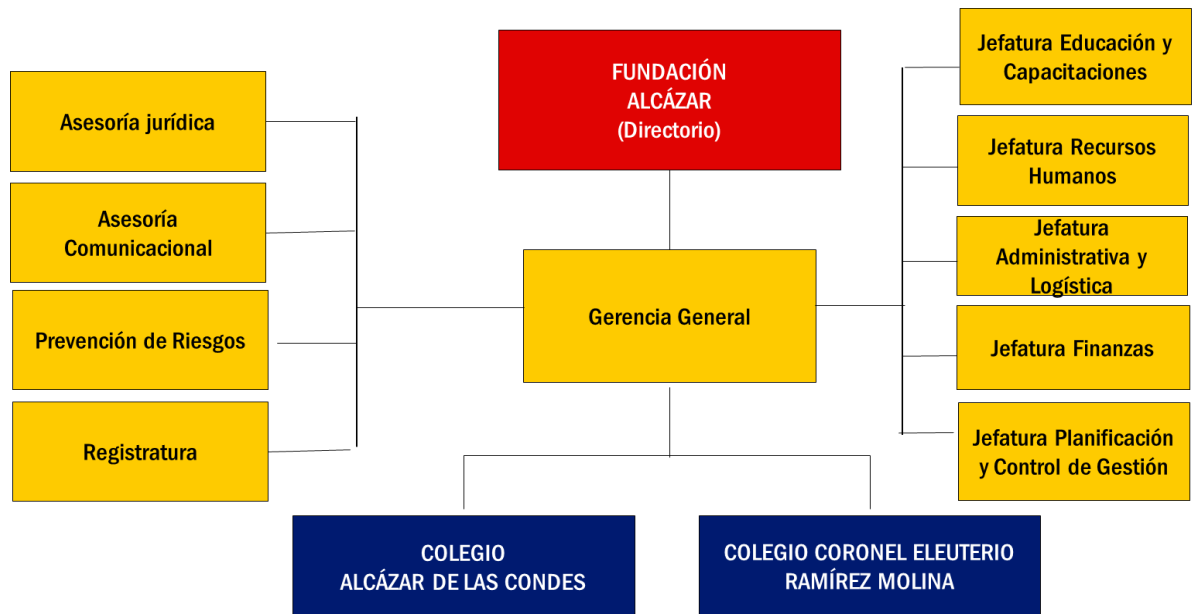 FUNDACIÓN
ALCÁZAR
(Directorio)
Gerencia General
Asesoría jurídica
Asesoría
Comunicacional
Prevención de Riesgos
Registratura
Jefatura Educación y
Capacitaciones
Jefatura Recursos
Humanos
Jefatura
Administrativa y
Logística
Jefatura Finanzas
Jefatura Planificación
y Control de Gestión
COLEGIO
ALCÁZAR DE LAS CONDES
COLEGIO CORONEL ELEUTERIO
RAMÍREZ MOLINA